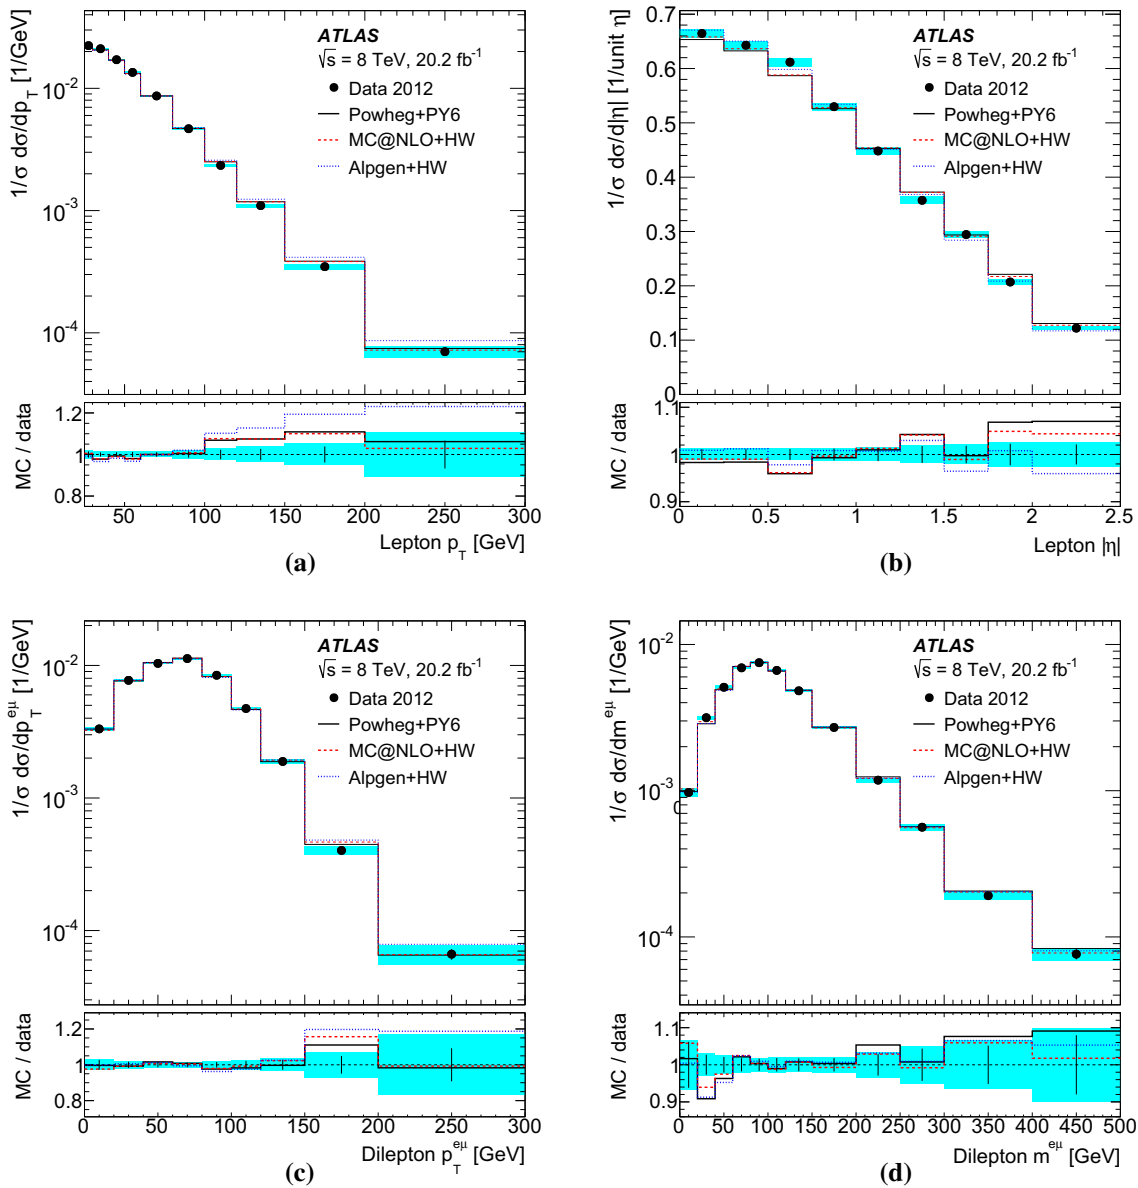 1/σ dσ/dp_T [1/GeV]
ATLAS
√s = 8 TeV, 20.2 fb⁻¹
Data 2012
Powheg+PY6
MC@NLO+HW
Alpgen+HW
10⁻²
10⁻³
10⁻⁴
MC / data
1.2
1
0.8
50 100 150 200 250 300
Lepton p_T [GeV]
(a)
1/σ dσ/d|η| [1/unit η]
0.7
0.6
0.5
0.4
0.3
0.2
0.1
0
ATLAS
√s = 8 TeV, 20.2 fb⁻¹
Data 2012
Powheg+PY6
MC@NLO+HW
Alpgen+HW
MC / data
1.1
1
0.9
0 0.5 1 1.5 2 2.5
Lepton |η|
(b)
1/σ dσ/dp_T^eμ [1/GeV]
ATLAS
√s = 8 TeV, 20.2 fb⁻¹
Data 2012
Powheg+PY6
MC@NLO+HW
Alpgen+HW
10⁻²
10⁻³
10⁻⁴
MC / data
1.2
1
0.8
0 50 100 150 200 250 300
Dilepton p_T^eμ [GeV]
(c)
1/σ dσ/dm^eμ [1/GeV]
ATLAS
√s = 8 TeV, 20.2 fb⁻¹
Data 2012
Powheg+PY6
MC@NLO+HW
Alpgen+HW
10⁻²
10⁻³
10⁻⁴
MC / data
1.1
1
0.9
0 50 100 150 200 250 300 350 400 450 500
Dilepton m^eμ [GeV]
(d)